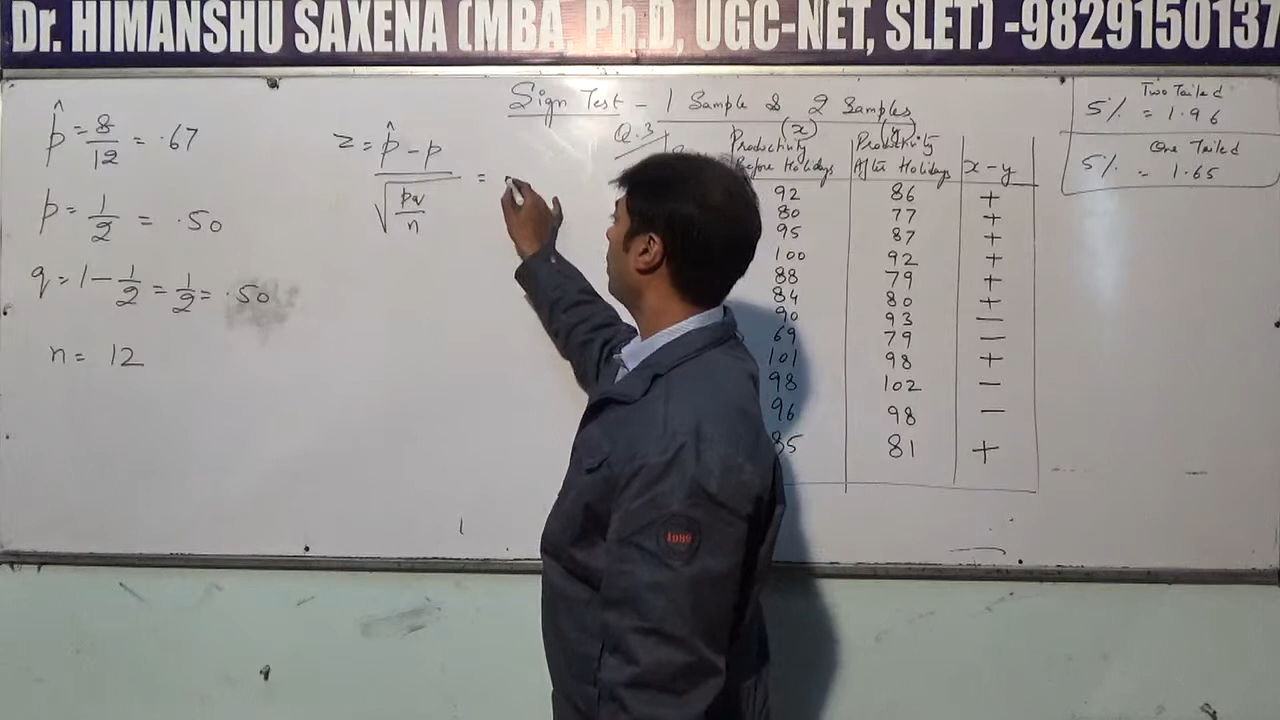 Dr. HIMANSHU SAXENA (MBA, Ph.D, UGC-NET, SLET) -9829150137
Sign Test - 1 Sample & 2 Samples
Two Tailed
5% = 1.96
One Tailed
5% = 1.65
p̂ = 8/12 = .67
p = 1/2 = .50
q = 1 - 1/2 = 1/2 = .50
n = 12
z = p̂ - p / √pq/n =
Q.3
(x) (y)
Productivity Productivity
Before Holidays After Holidays x-y
92 86 +
80 77 +
95 87 +
100 92 +
88 79 +
84 80 +
90 93 -
69 79 -
101 98 +
98 102 -
96 98 -
85 81 +
1989